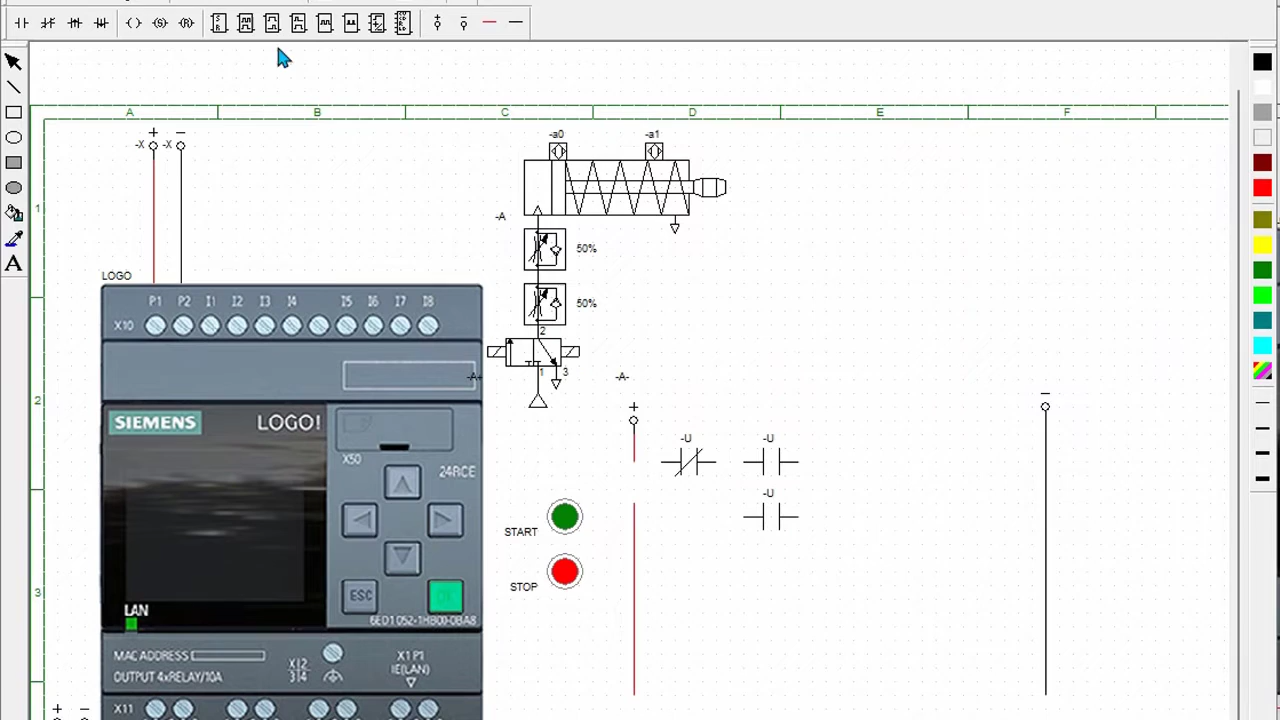 A B C D E F
1
2
3
+ −
-X -X
-a0 -a1
-A
50%
50%
2
1 3
-A+ -A-
LOGO
P1 P2 I1 I2 I3 I4 I5 I6 I7 I8
X10
SIEMENS LOGO!
X50
24RCE
ESC
LAN
6ED1 052-1HB00-0BA8
MAC ADDRESS
OUTPUT 4xRELAY/10A
X12
3|4
X1 P1
IE(LAN)
X11
+ −
START
STOP
+ −
-U -U
-U
A